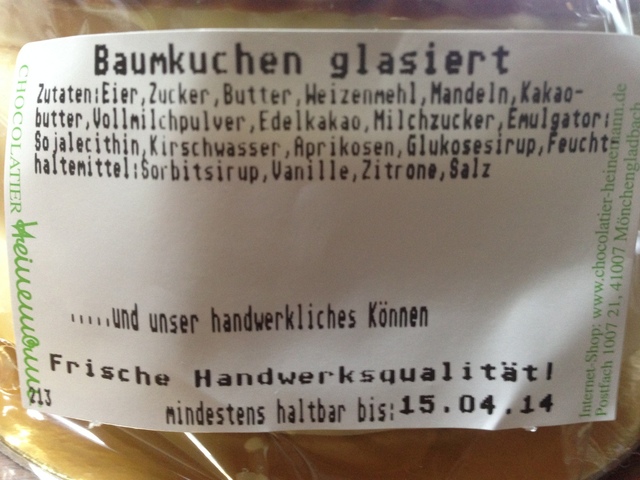 Baumkuchen glasiert
Zutaten:Eier,Zucker,Butter,Weizenmehl,Mandeln,Kakao-
butter,Vollmilchpulver,Edelkakao,Milchzucker,Emulgator:
Sojalecithin,Kirschwasser,Aprikosen,Glukosesirup,Feucht
haltemittel:Sorbitsirup,Vanille,Zitrone,Salz
.....und unser handwerkliches Können
Frische Handwerksqualität!
213
mindestens haltbar bis:15.04.14
CHOCOLATIER Heinemann
Internet-Shop: www.chocolatier-heinemann.de
Postfach 1007 21, 41007 Mönchengladbach